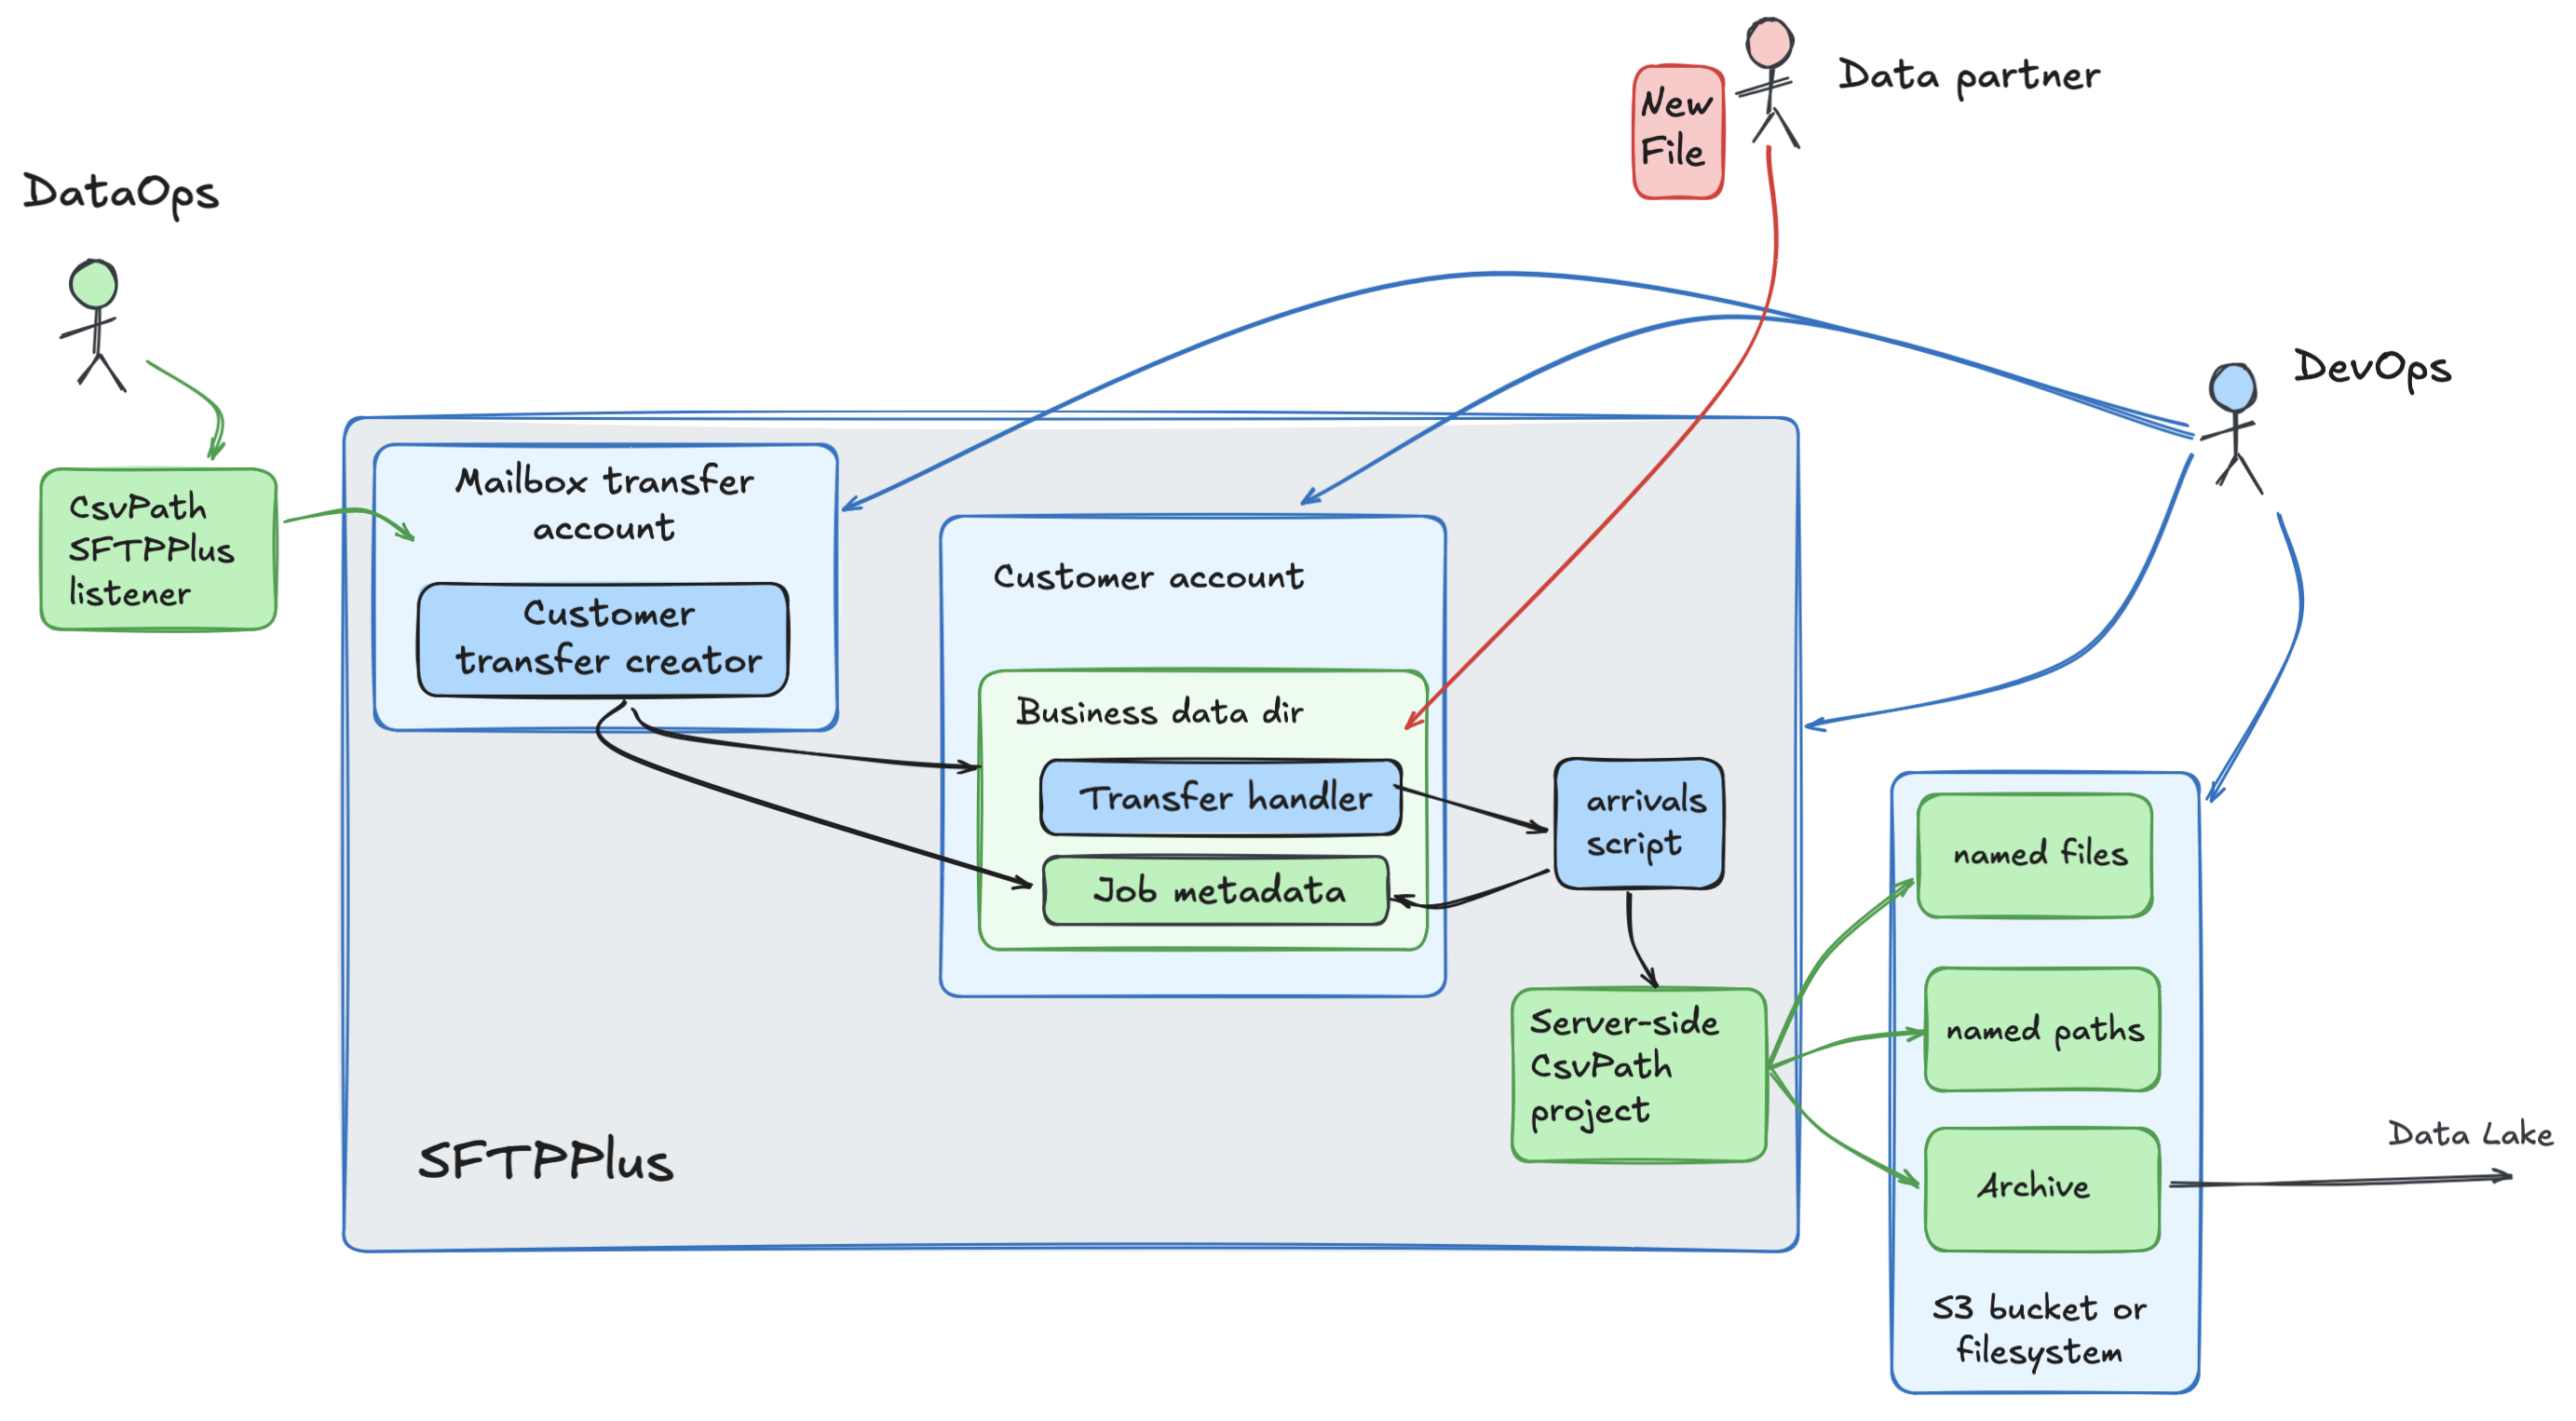 New
File
Data partner
DataOps
DevOps
CsvPath
SFTPPlus
listener
Mailbox transfer
account
Customer
transfer creator
Customer account
Business data dir
Transfer handler
Job metadata
arrivals
script
Server-side
CsvPath
project
SFTPPlus
named files
named paths
Archive
S3 bucket or
filesystem
Data Lake